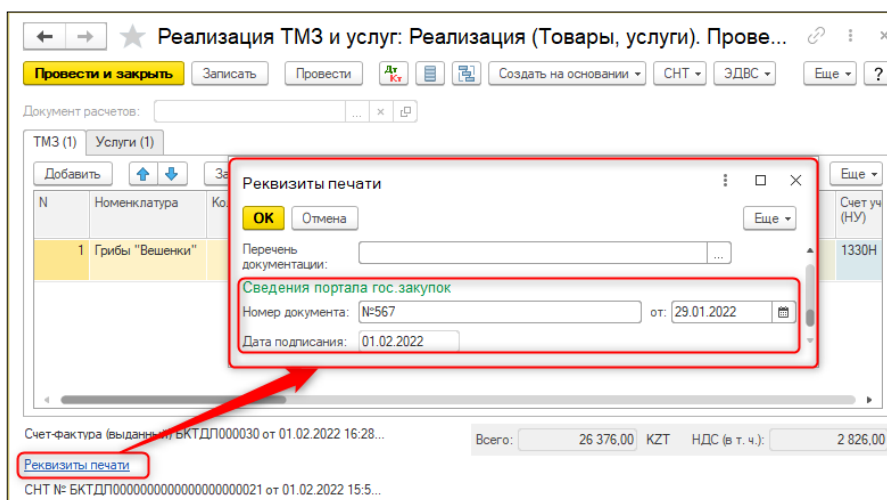 Реализация ТМЗ и услуг: Реализация (Товары, услуги). Прове...
Провести и закрыть Записать Провести Дт Кт Создать на основании СНТ ЭДВС Еще ?
Документ расчетов: ...
ТМЗ (1) Услуги (1)
Добавить Еще
N Номенклатура Счет уч (НУ)
1 Грибы "Вешенки" 1330Н
Реквизиты печати
ОК Отмена Еще
Перечень документации: ...
Сведения портала гос.закупок
Номер документа: №567 от: 29.01.2022
Дата подписания: 01.02.2022
Счет-фактура (выданный) БКТДП000030 от 01.02.2022 16:28...
Всего: 26 376,00 KZT НДС (в т. ч.): 2 826,00
Реквизиты печати
СНТ № от 01.02.2022 15:5...